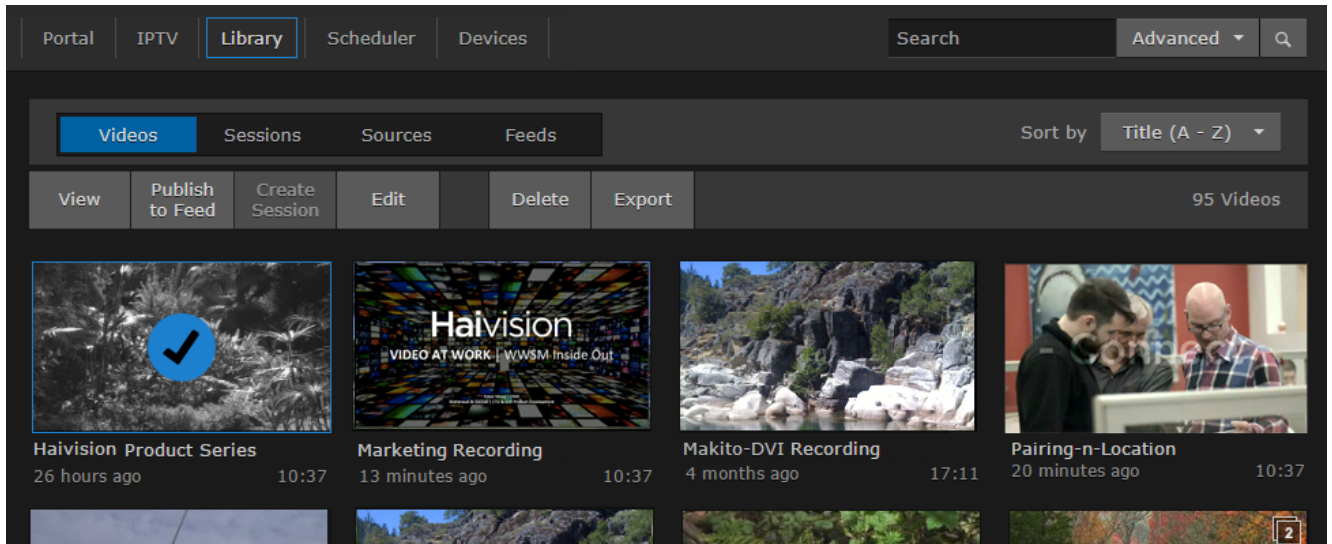 Portal IPTV Library Scheduler Devices Search Advanced
Videos Sessions Sources Feeds Sort by Title (A - Z)
View Publish to Feed Create Session Edit Delete Export 95 Videos
Haivision
VIDEO AT WORK | WWSM Inside Out
Connect
Haivision Product Series
26 hours ago 10:37
Marketing Recording
13 minutes ago 10:37
Makito-DVI Recording
4 months ago 17:11
Pairing-n-Location
20 minutes ago 10:37
2